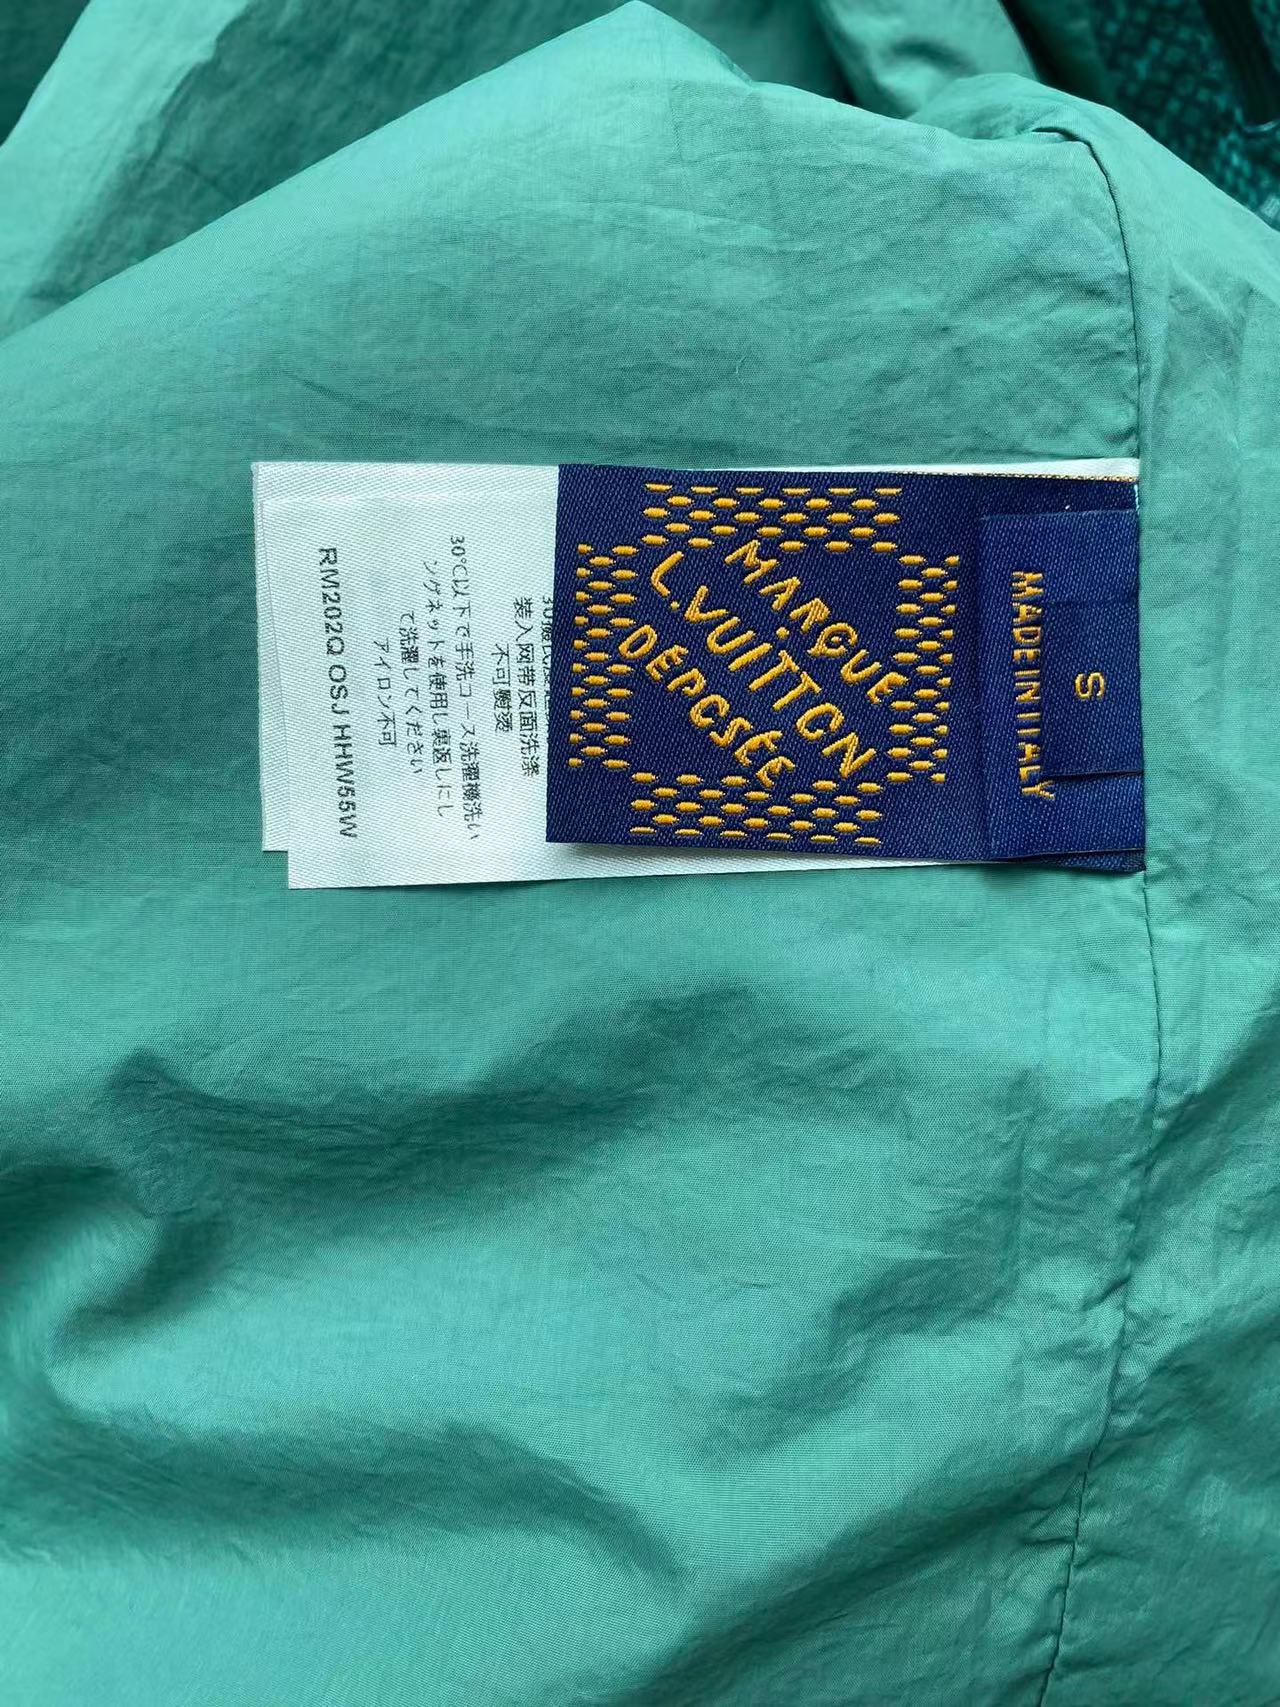 MADE IN ITALY
S
MARQUE
L.VUITTON
DÉPOSÉE
装入网带反面洗涤
不可熨烫
30°C以下で手洗コース洗濯機洗い
ングネットを使用し裏返しにし
て洗濯してください
アイロン不可
RM202Q OSJ HHW55W